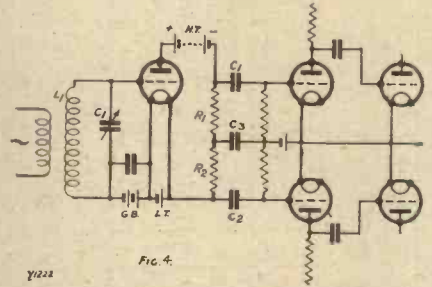 + H.T. −
L1
C1
C1
R1
C3
R2
C2
G.B. L.T.
FIG. 4.
Y1222